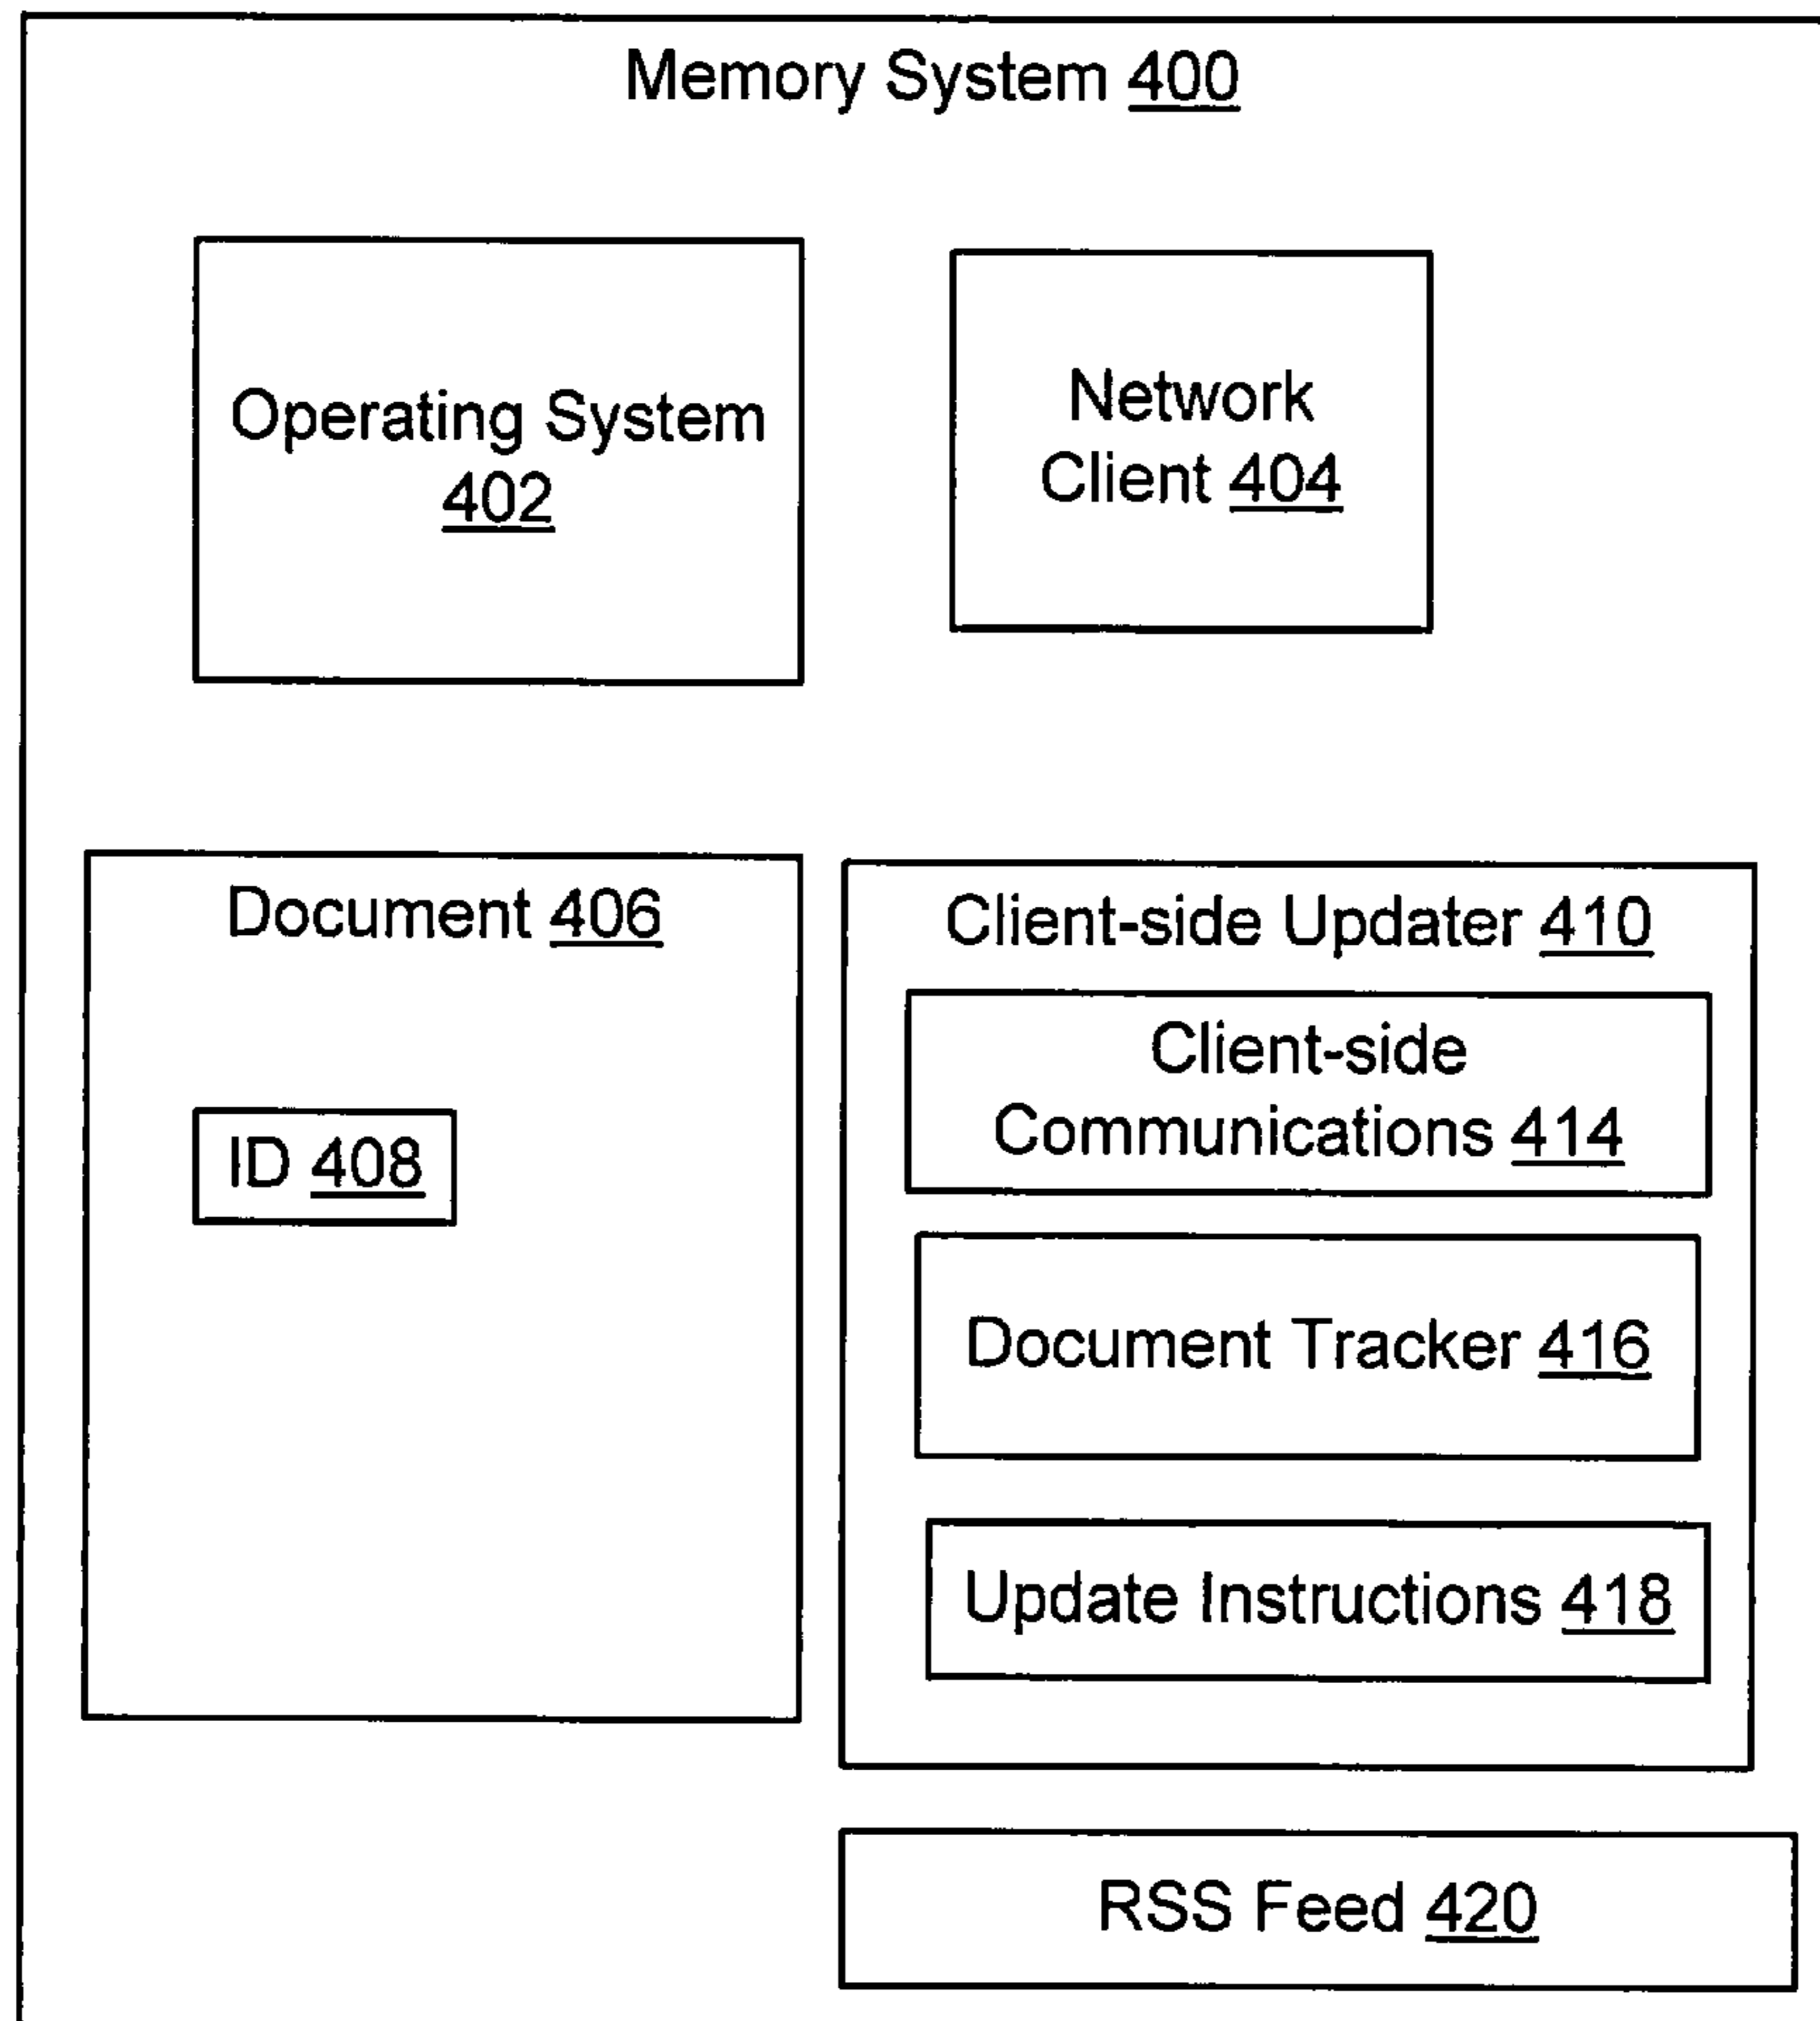 Memory System 400
Operating System
402
Network
Client 404
Document 406
ID 408
Client-side Updater 410
Client-side
Communications 414
Document Tracker 416
Update Instructions 418
RSS Feed 420